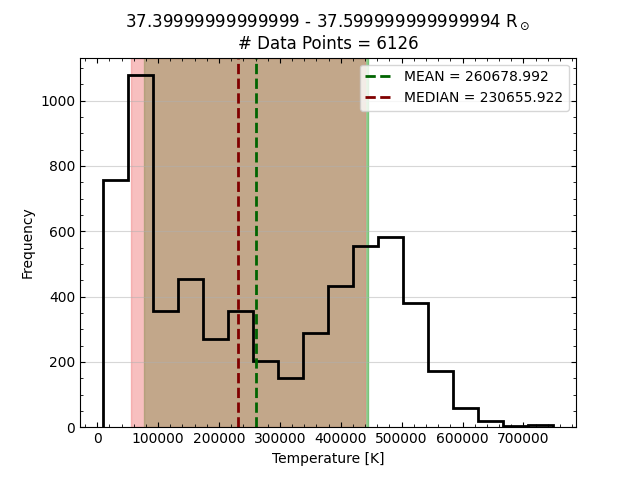 37.39999999999999 - 37.599999999999994 R⊙
# Data Points = 6126
MEAN = 260678.992
MEDIAN = 230655.922
1000
800
600
400
200
0
Frequency
0 100000 200000 300000 400000 500000 600000 700000
Temperature [K]